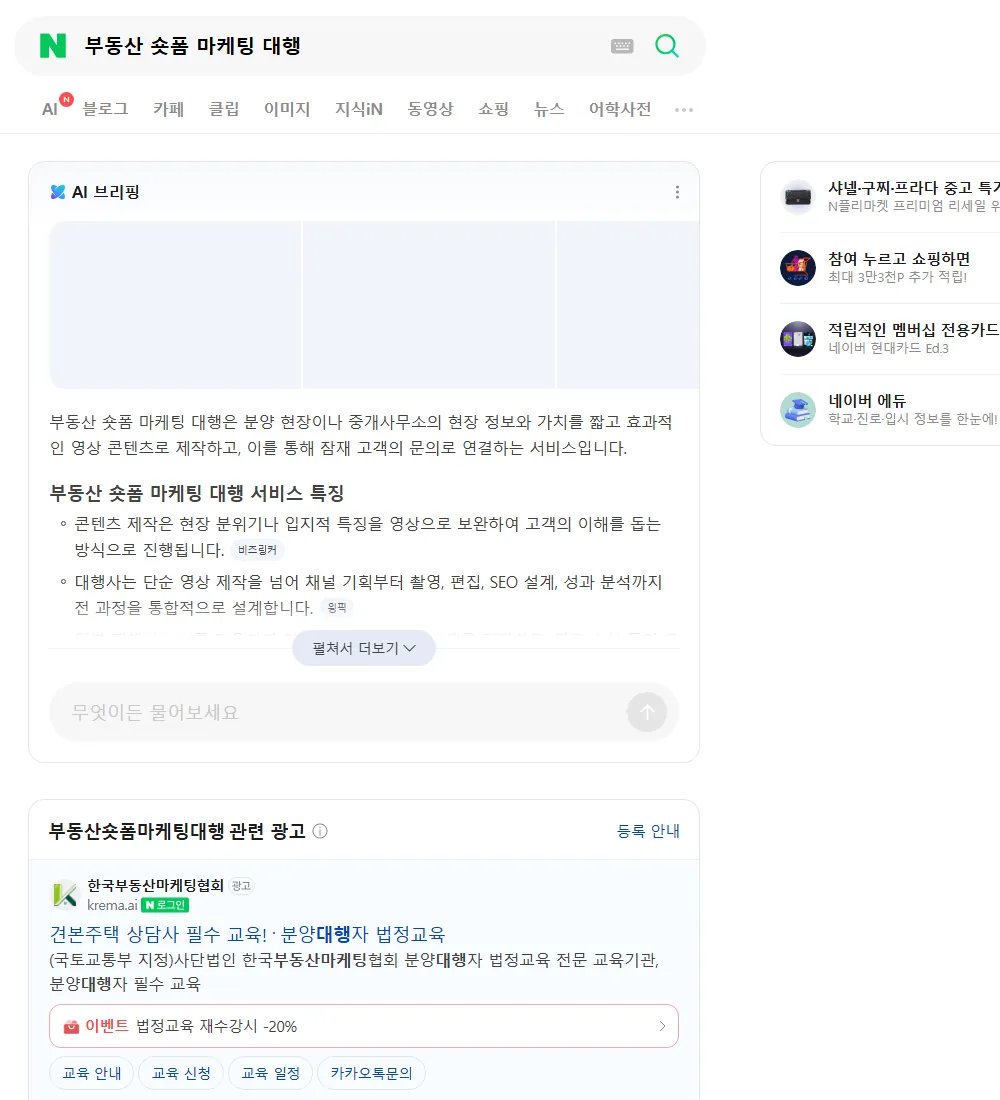 부동산 숏폼 마케팅 대행
AI N 블로그 카페 클립 이미지 지식iN 동영상 쇼핑 뉴스 어학사전
AI 브리핑
부동산 숏폼 마케팅 대행은 분양 현장이나 중개사무소의 현장 정보와 가치를 짧고 효과적
인 영상 콘텐츠로 제작하고, 이를 통해 잠재 고객의 문의로 연결하는 서비스입니다.
부동산 숏폼 마케팅 대행 서비스 특징
콘텐츠 제작은 현장 분위기나 입지적 특징을 영상으로 보완하여 고객의 이해를 돕는
방식으로 진행됩니다. 비즈링커
대행사는 단순 영상 제작을 넘어 채널 기획부터 촬영, 편집, SEO 설계, 성과 분석까지
전 과정을 통합적으로 설계합니다. 윙픽
펼쳐서 더보기
무엇이든 물어보세요
부동산숏폼마케팅대행 관련 광고
등록 안내
한국부동산마케팅협회 광고
krema.ai N 로그인
견본주택 상담사 필수 교육! · 분양대행자 법정교육
(국토교통부 지정)사단법인 한국부동산마케팅협회 분양대행자 법정교육 전문 교육기관,
분양대행자 필수 교육
이벤트 법정교육 재수강시 -20%
교육 안내 교육 신청 교육 일정 카카오톡문의
샤넬·구찌·프라다 중고 특가
N플리마켓 프리미엄 리세일
참여 누르고 쇼핑하면
최대 3만3천P 추가 적립!
적립적인 멤버십 전용카드
네이버 현대카드 Ed.3
네이버 에듀
학교·진로·입시 정보를 한눈에!